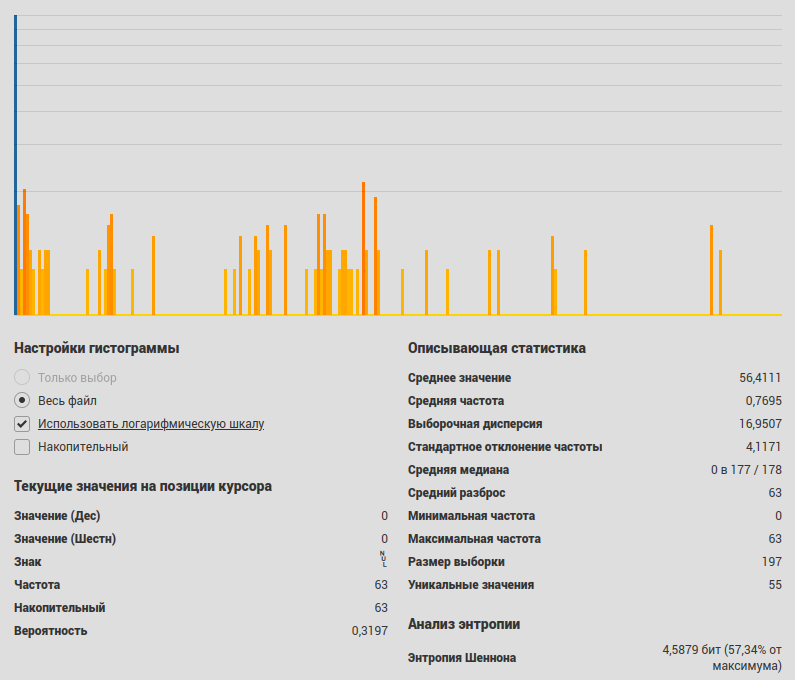 Настройки гистограммы
Только выбор
Весь файл
Использовать логарифмическую шкалу
Накопительный
Текущие значения на позиции курсора
Значение (Дес) 0
Значение (Шестн) 0
Знак NUL
Частота 63
Накопительный 63
Вероятность 0,3197
Описывающая статистика
Среднее значение 56,4111
Средняя частота 0,7695
Выборочная дисперсия 16,9507
Стандартное отклонение частоты 4,1171
Средняя медиана 0 в 177 / 178
Средний разброс 63
Минимальная частота 0
Максимальная частота 63
Размер выборки 197
Уникальные значения 55
Анализ энтропии
Энтропия Шеннона 4,5879 бит (57,34% от
максимума)